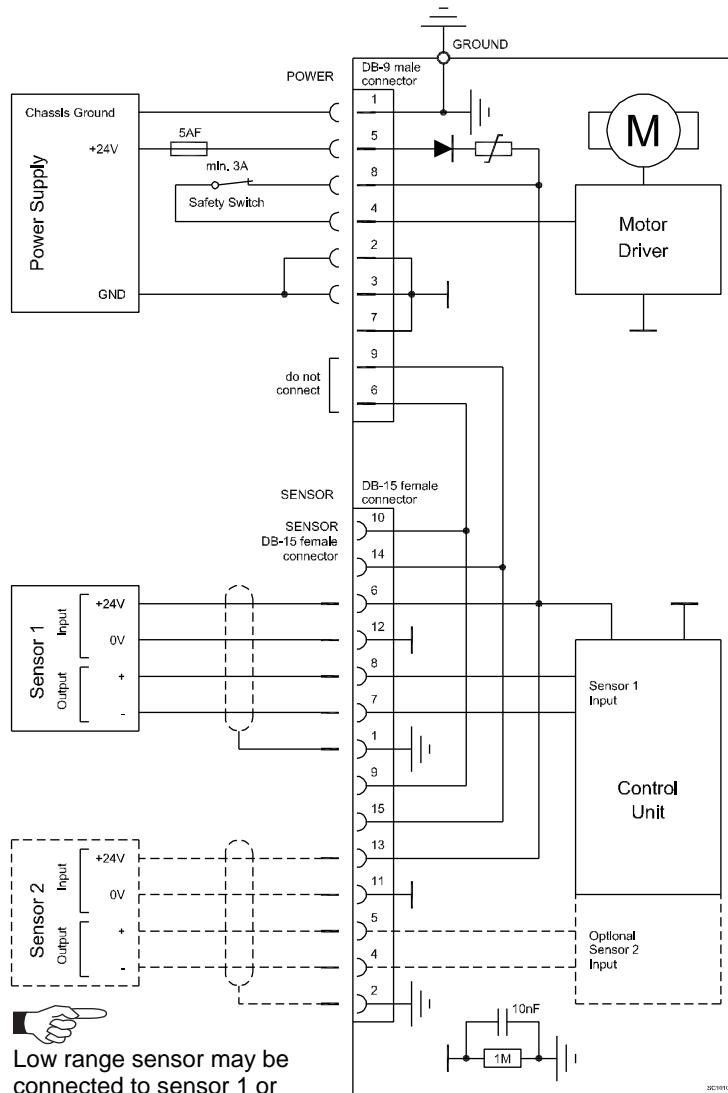 GROUND
POWER
DB-9 male
connector
Power Supply
Chassis Ground
+24V
GND
5AF
min. 3A
Safety Switch
1
5
8
4
2
3
7
9
6
do not
connect
M
Motor
Driver
SENSOR
DB-15 female
connector
SENSOR
DB-15 female
connector
10
14
6
12
8
7
1
9
15
13
11
5
4
2
Sensor 1
Input
Output
+24V
0V
+
-
Sensor 2
Input
Output
+24V
0V
+
-
Sensor 1
Input
Control
Unit
Optional
Sensor 2
Input
10nF
1M
Low range sensor may be
connected to sensor 1 or